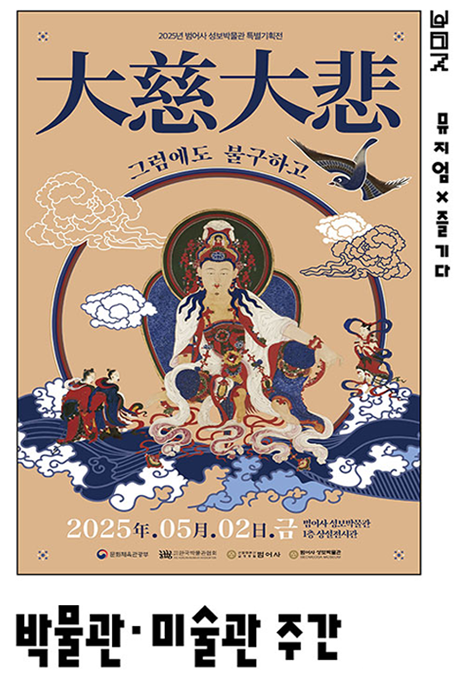 2025년 범어사 성보박물관 특별기획전
大慈大悲
그럼에도 불구하고
2025年.05月.02日.금
범어사 성보박물관
1층 상설전시관
문화체육관광부
범어사
범어사 성보박물관
뮤지엄×즐기다
박물관·미술관 주간